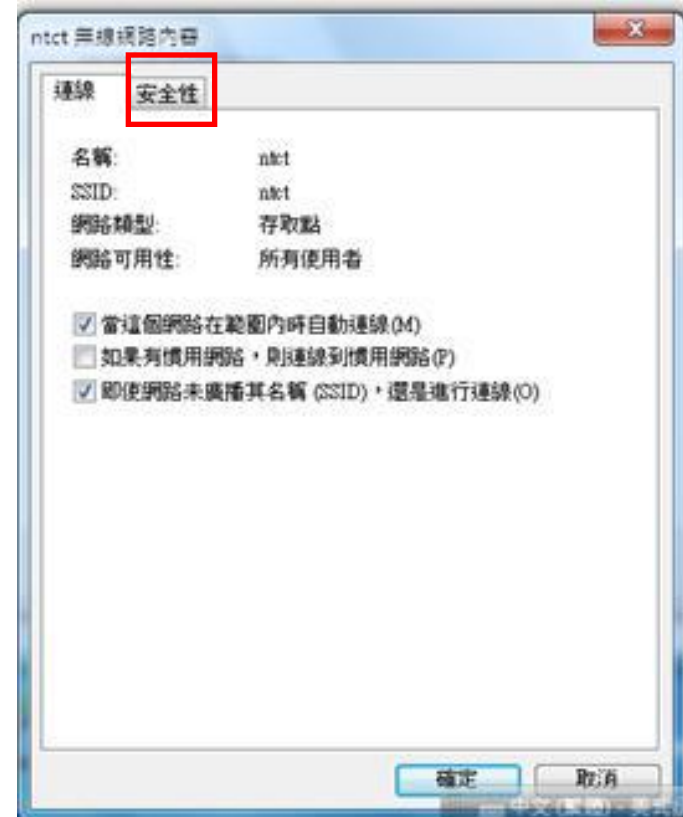 ntct 無線網路內容
連線 安全性
名稱: ntct
SSID: ntct
網路類型: 存取點
網路可用性: 所有使用者
當這個網路在範圍內時自動連線(M)
如果有慣用網路，則連線到慣用網路(P)
即使網路未廣播其名稱 (SSID)，還是進行連線(O)
確定 取消
中文